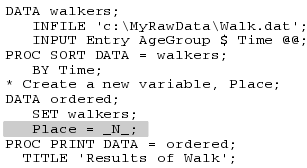 DATA walkers;
   INFILE 'c:\MyRawData\Walk.dat';
   INPUT Entry AgeGroup $ Time @@;
PROC SORT DATA = walkers;
   BY Time;
* Create a new variable, Place;
DATA ordered;
   SET walkers;
   Place = _N_;
PROC PRINT DATA = ordered;
  TITLE 'Results of Walk';